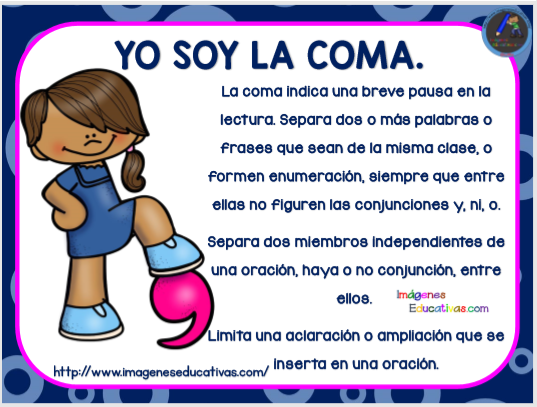 YO SOY LA COMA.
La coma indica una breve pausa en la
lectura. Separa dos o más palabras o
frases que sean de la misma clase, o
formen enumeración, siempre que entre
ellas no figuren las conjunciones y, ni, o.
Separa dos miembros independientes de
una oración, haya o no conjunción, entre
ellos.
Imágenes
Educativas.com
Limita una aclaración o ampliación que se
inserta en una oración.
http://www.imageneseducativas.com/